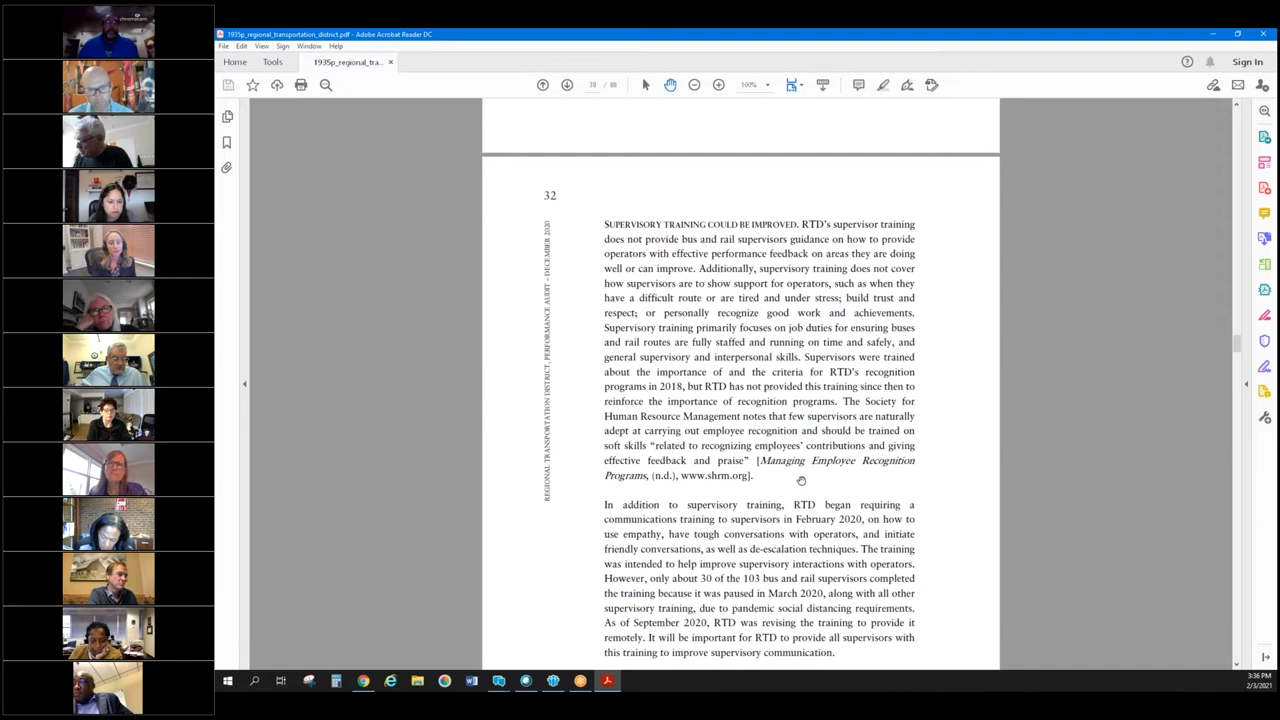 chromacam
1935p_regional_transportation_district.pdf - Adobe Acrobat Reader DC
File Edit View Sign Window Help
Home Tools 1935p_regional_tra... × Sign In
38 / 88 100%
32
REGIONAL TRANSPORTATION DISTRICT, PERFORMANCE AUDIT – DECEMBER 2020
SUPERVISORY TRAINING COULD BE IMPROVED. RTD's supervisor training
does not provide bus and rail supervisors guidance on how to provide
operators with effective performance feedback on areas they are doing
well or can improve. Additionally, supervisory training does not cover
how supervisors are to show support for operators, such as when they
have a difficult route or are tired and under stress; build trust and
respect; or personally recognize good work and achievements.
Supervisory training primarily focuses on job duties for ensuring buses
and rail routes are fully staffed and running on time and safely, and
general supervisory and interpersonal skills. Supervisors were trained
about the importance of and the criteria for RTD's recognition
programs in 2018, but RTD has not provided this training since then to
reinforce the importance of recognition programs. The Society for
Human Resource Management notes that few supervisors are naturally
adept at carrying out employee recognition and should be trained on
soft skills “related to recognizing employees' contributions and giving
effective feedback and praise” [Managing Employee Recognition
Programs, (n.d.), www.shrm.org].
In addition to supervisory training, RTD began requiring a
communications training to supervisors in February 2020, on how to
use empathy, have tough conversations with operators, and initiate
friendly conversations, as well as de-escalation techniques. The training
was intended to help improve supervisory interactions with operators.
However, only about 30 of the 103 bus and rail supervisors completed
the training because it was paused in March 2020, along with all other
supervisory training, due to pandemic social distancing requirements.
As of September 2020, RTD was revising the training to provide it
remotely. It will be important for RTD to provide all supervisors with
this training to improve supervisory communication.
3:36 PM
2/3/2021